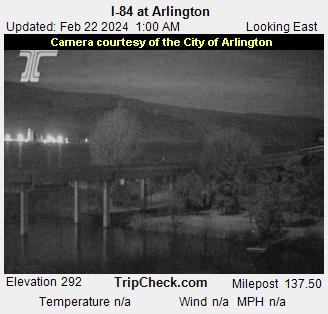 I-84 at Arlington
Updated: Feb 22 2024 1:00 AM Looking East
Camera courtesy of the City of Arlington
Elevation 292 TripCheck.com Milepost 137.50
Temperature n/a Wind n/a MPH n/a